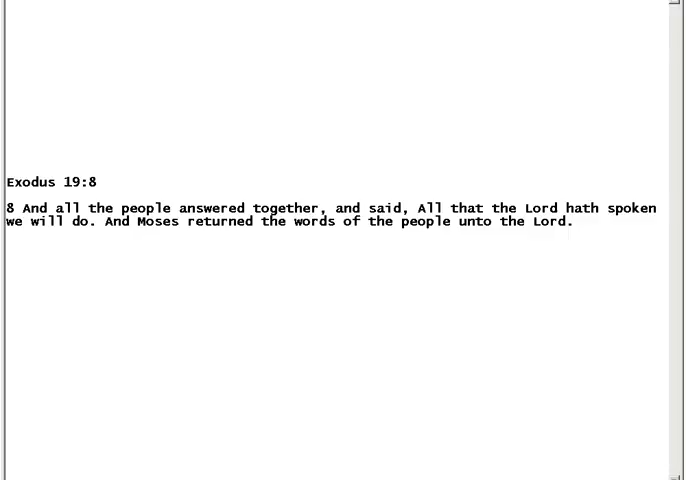 Exodus 19:8
8 And all the people answered together, and said, All that the Lord hath spoken
we will do. And Moses returned the words of the people unto the Lord.